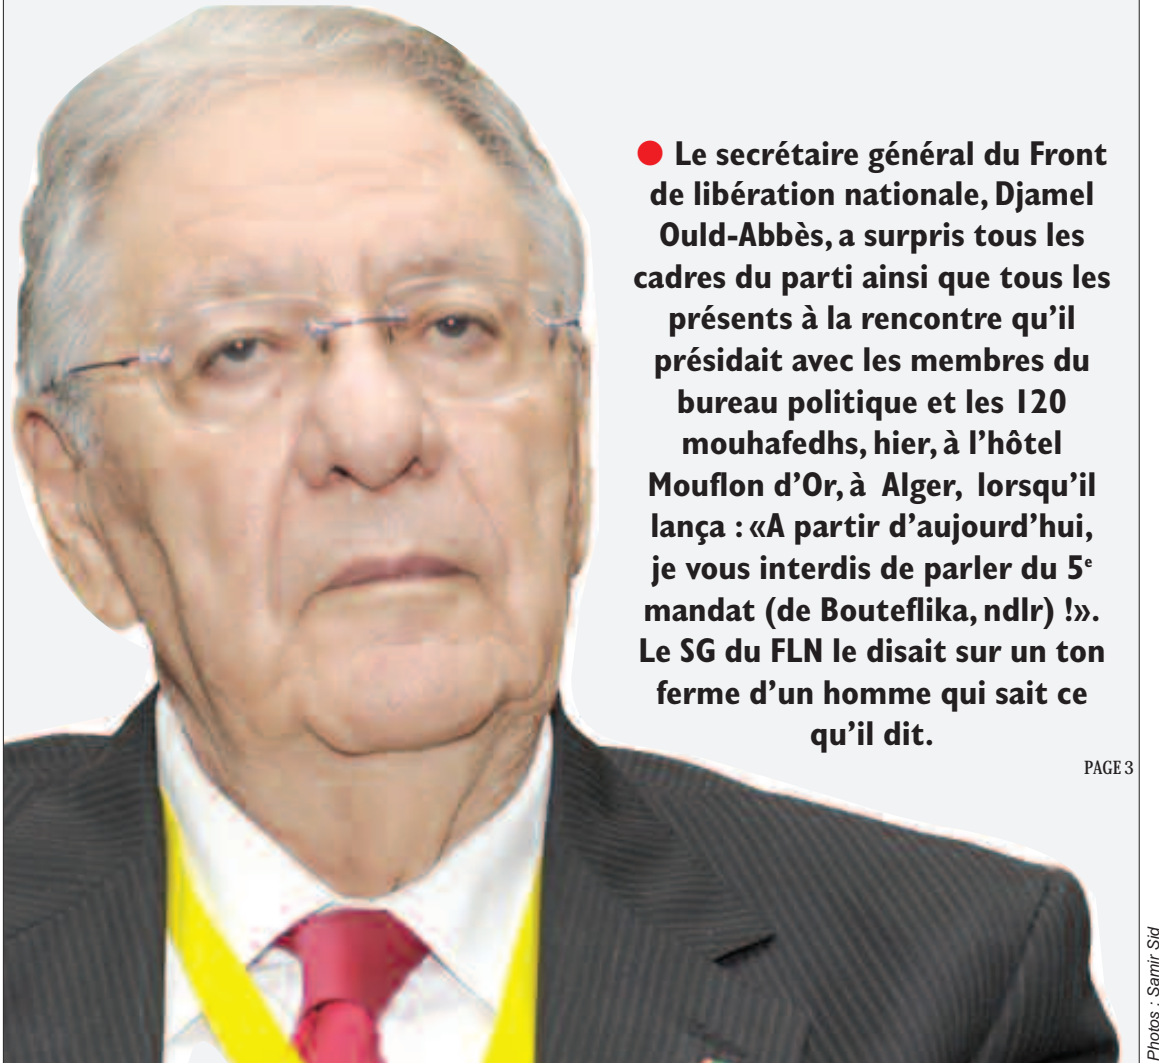 ● Le secrétaire général du Front
de libération nationale, Djamel
Ould-Abbès, a surpris tous les
cadres du parti ainsi que tous les
présents à la rencontre qu’il
présidait avec les membres du
bureau politique et les 120
mouhafedhs, hier, à l’hôtel
Mouflon d’Or, à Alger, lorsqu’il
lança : «A partir d’aujourd’hui,
je vous interdis de parler du 5e
mandat (de Bouteflika, ndlr) !».
Le SG du FLN le disait sur un ton
ferme d’un homme qui sait ce
qu’il dit.
PAGE 3
Photos : Samir Sid